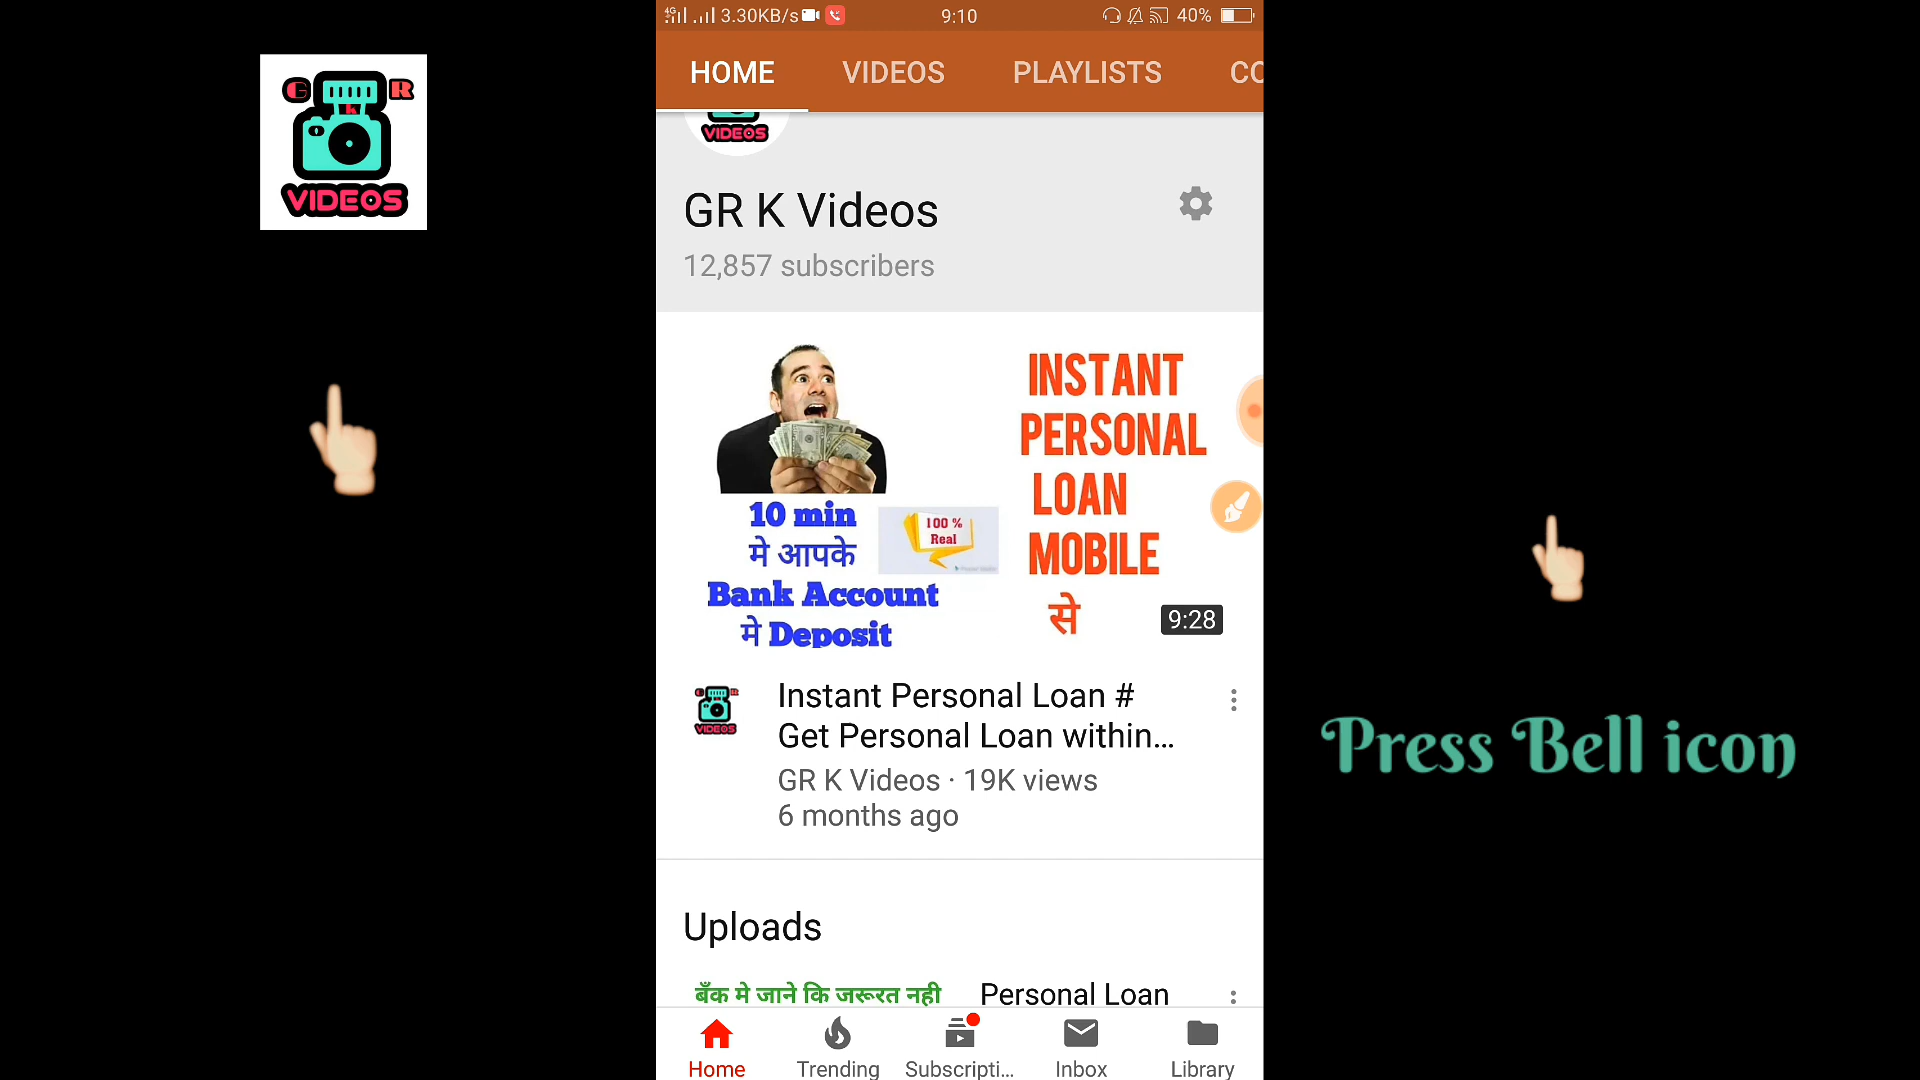 4G 3.30KB/s 9:10 40%
G R
K
VIDEOS
HOME VIDEOS PLAYLISTS CO
VIDEOS
GR K Videos
12,857 subscribers
INSTANT
PERSONAL
LOAN
MOBILE
से
10 min
मे आपके
Bank Account
मे Deposit
100 %
Real
9:28
VIDEOS
Instant Personal Loan #
Get Personal Loan within...
GR K Videos · 19K views
6 months ago
Press Bell icon
Uploads
बँक मे जाने कि जरूरत नही
Personal Loan
Home Trending Subscripti... Inbox Library